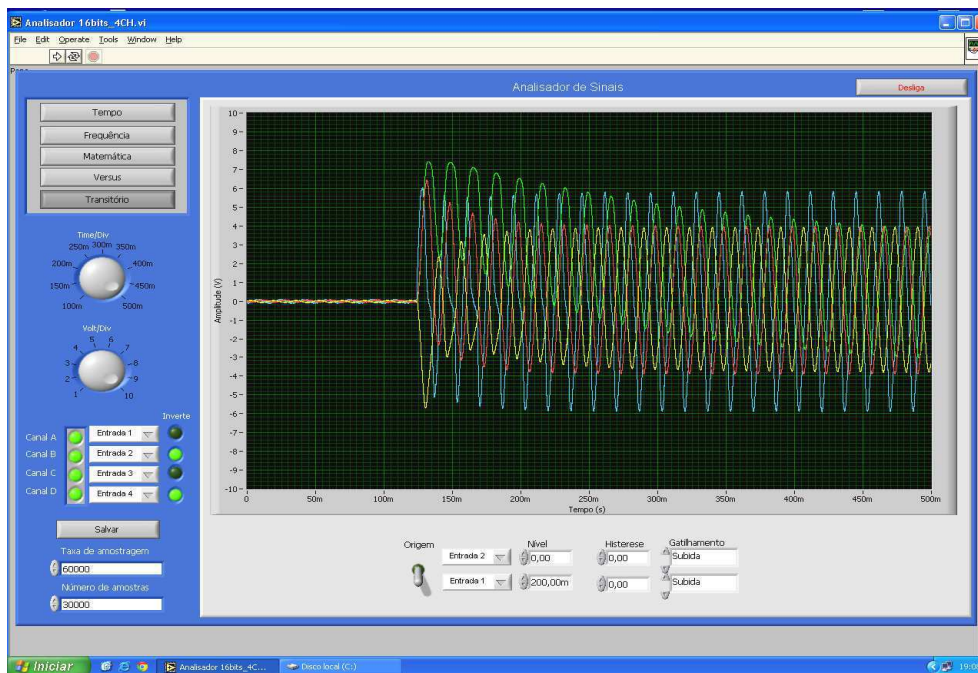 Analisador 16bits_4CH.vi
File Edit Operate Tools Window Help
Analisador de Sinais
Desliga
Tempo
Frequência
Matemática
Versus
Transitório
Time/Div
250m 300m 350m
200m 400m
150m 450m
100m 500m
Volt/Div
5 6
4 7
3 8
2 9
1 10
Inverte
Canal A Entrada 1
Canal B Entrada 2
Canal C Entrada 3
Canal D Entrada 4
Salvar
Taxa de amostragem
60000
Número de amostras
30000
Amplitude (V)
10
9
8
7
6
5
4
3
2
1
0
-1
-2
-3
-4
-5
-6
-7
-8
-9
-10
0 50m 100m 150m 200m 250m 300m 350m 400m 450m 500m
Tempo (s)
Origem Nível Histerese Gatilhamento
Entrada 2 0,00 0,00 Subida
Entrada 1 200,00m 0,00 Subida
Iniciar Analisador 16bits_4C... Disco local (C:)